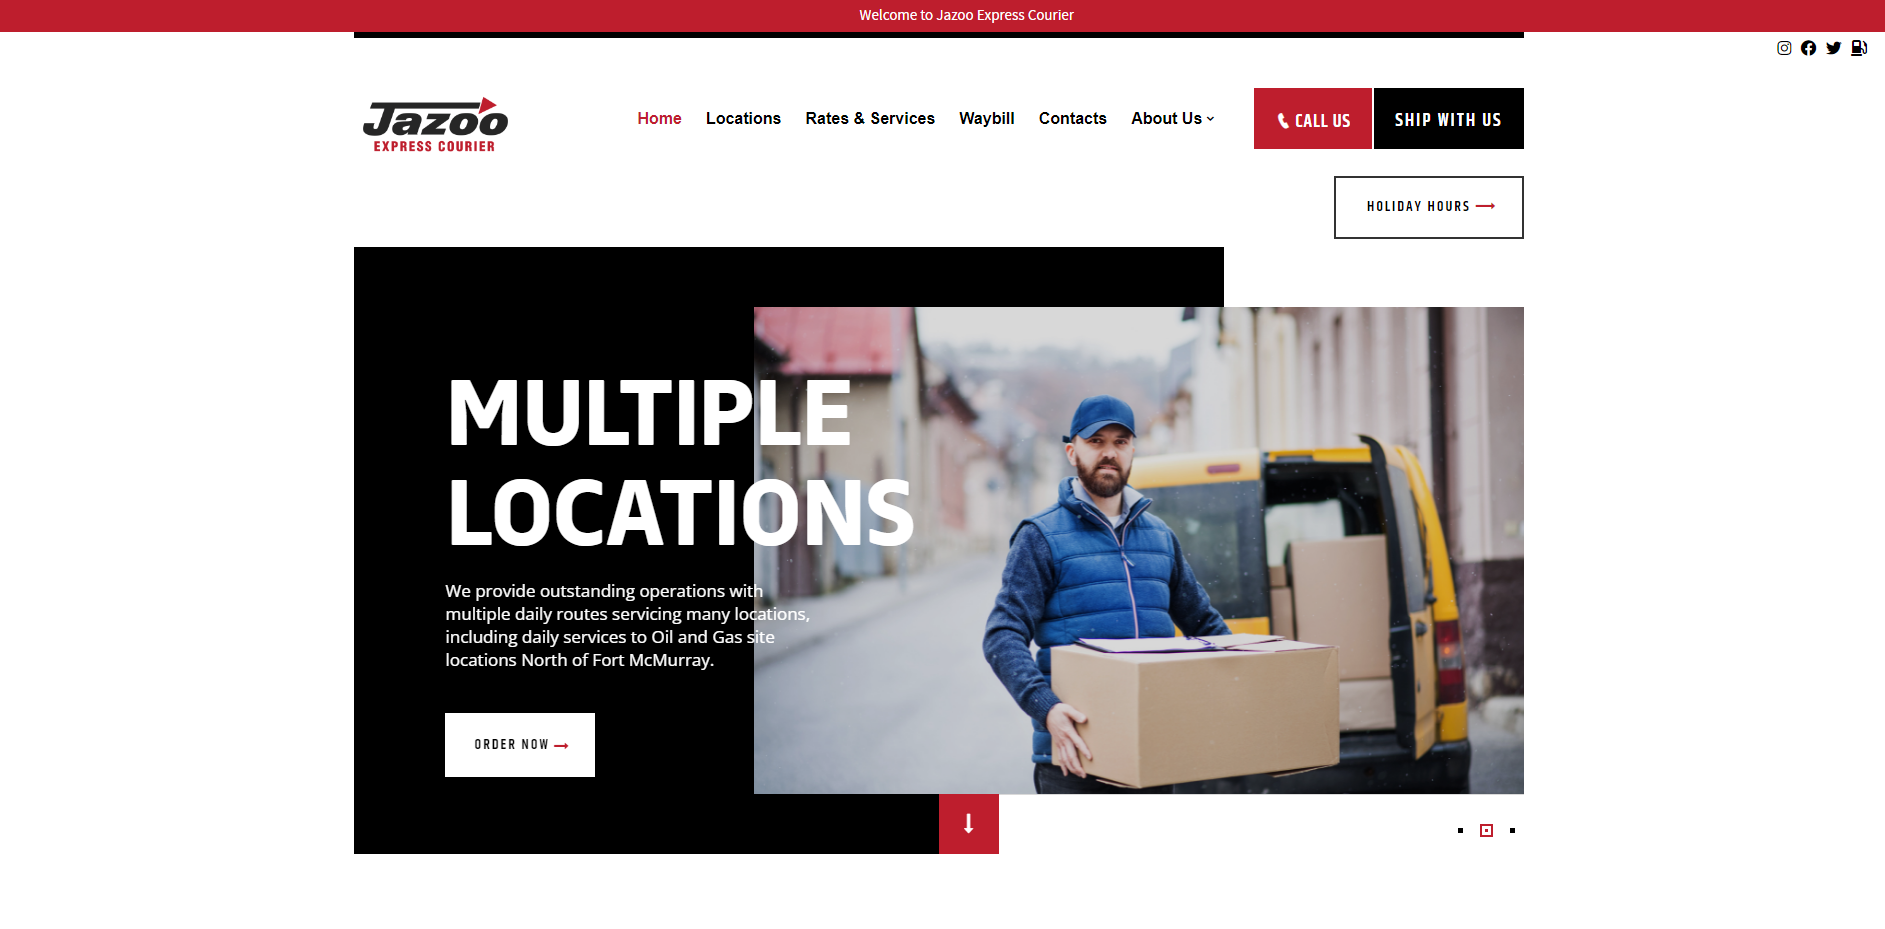 Welcome to Jazoo Express Courier
Jazoo
EXPRESS COURIER
Home Locations Rates & Services Waybill Contacts About Us
CALL US
SHIP WITH US
HOLIDAY HOURS
MULTIPLE
LOCATIONS
We provide outstanding operations with
multiple daily routes servicing many locations,
including daily services to Oil and Gas site
locations North of Fort McMurray.
ORDER NOW